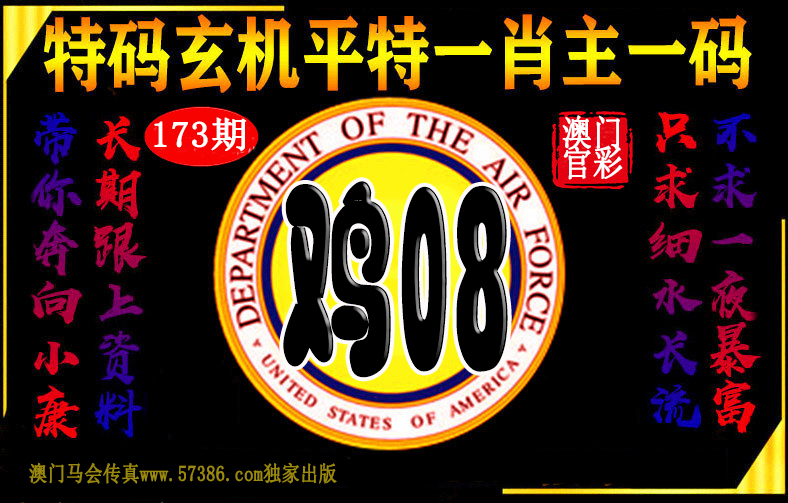 特码玄机平特一肖主一码
173期
澳门
官彩
带你奔向小康
长期跟上资料
只求细水长流
不求一夜暴富
DEPARTMENT OF THE AIR FORCE
鸡08
UNITED STATES OF AMERICA
澳门马会传真www.57386.com独家出版